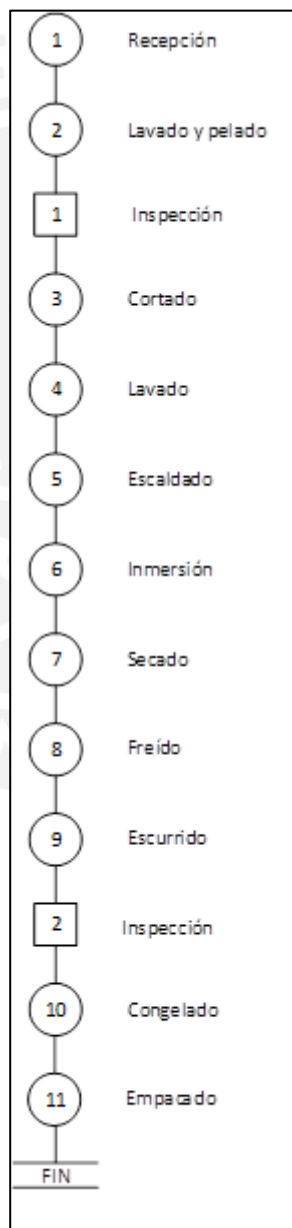 1 Recepción
2 Lavado y pelado
1 Inspección
3 Cortado
4 Lavado
5 Escaldado
6 Inmersión
7 Secado
8 Freído
9 Escurrido
2 Inspección
10 Congelado
11 Empacado
FIN